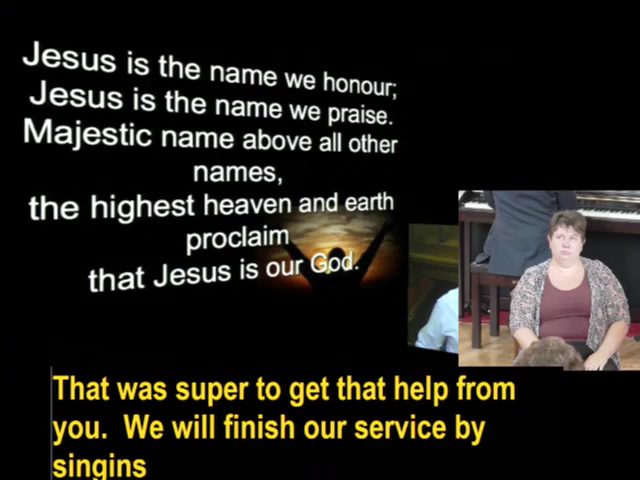 Jesus is the name we honour;
Jesus is the name we praise.
Majestic name above all other
names,
the highest heaven and earth
proclaim
that Jesus is our God.
That was super to get that help from
you.  We will finish our service by
singins